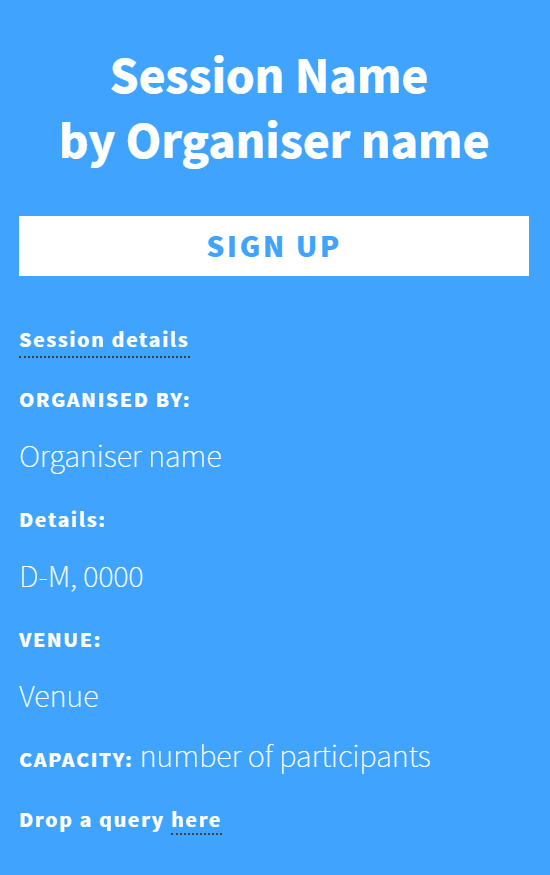 Session Name
by Organiser name
SIGN UP
Session details
ORGANISED BY:
Organiser name
Details:
D-M, 0000
VENUE:
Venue
CAPACITY: number of participants
Drop a query here